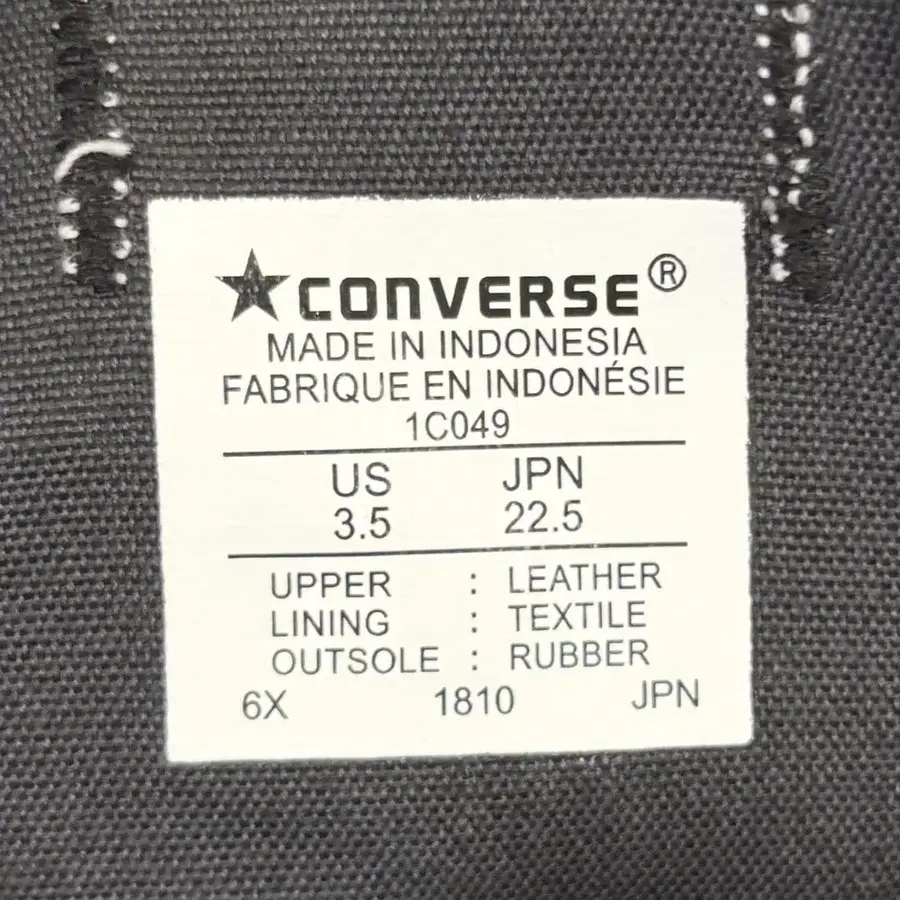 CONVERSE®
MADE IN INDONESIA
FABRIQUE EN INDONÉSIE
1C049
US JPN
3.5 22.5
UPPER : LEATHER
LINING : TEXTILE
OUTSOLE : RUBBER
6X 1810 JPN